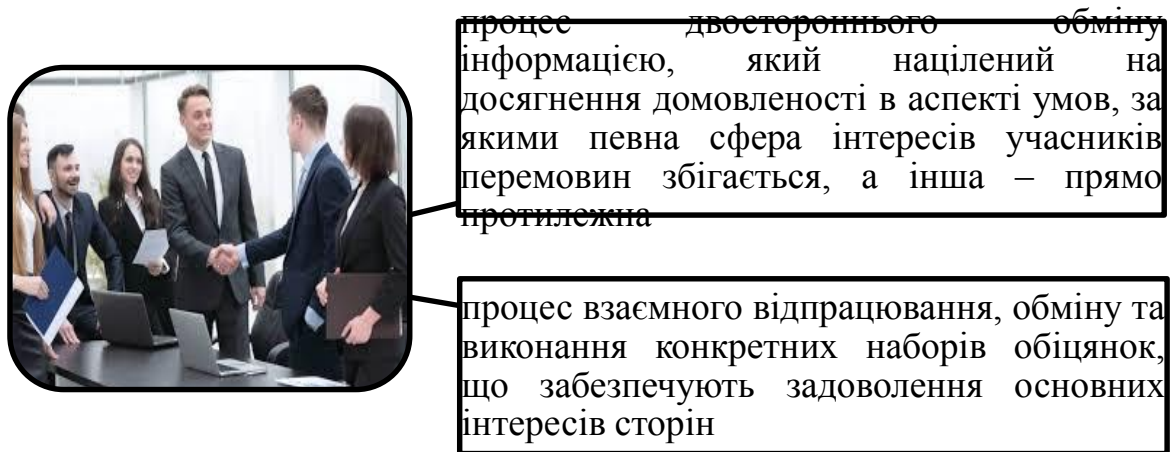 процес двостороннього обміну
інформацією, який націлений на
досягнення домовленості в аспекті умов, за
якими певна сфера інтересів учасників
перемовин збігається, а інша – прямо
протилежна
процес взаємного відпрацювання, обміну та
виконання конкретних наборів обіцянок,
що забезпечують задоволення основних
інтересів сторін